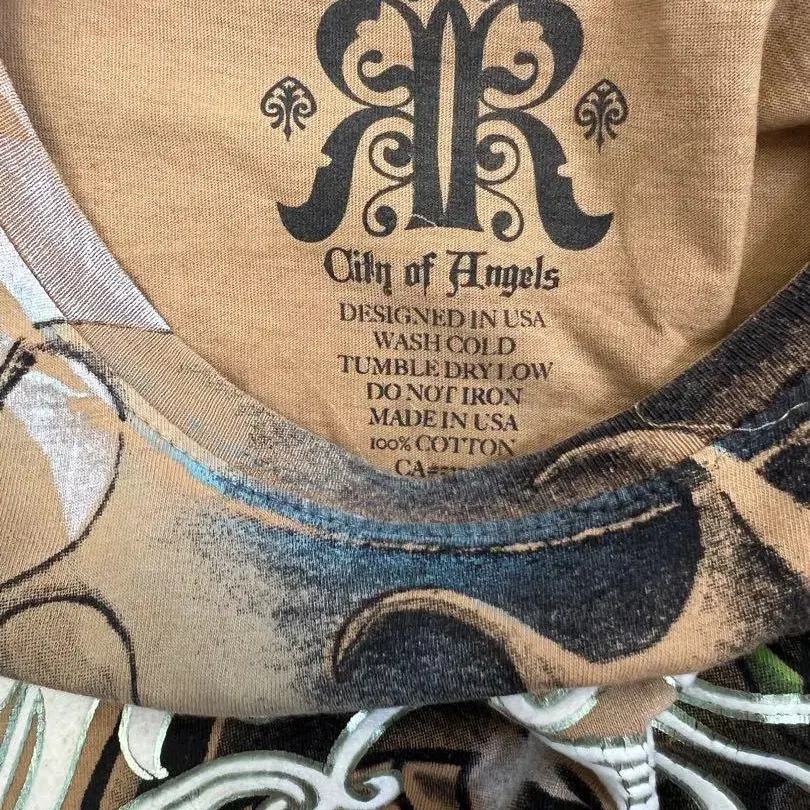 City of Angels
DESIGNED IN USA
WASH COLD
TUMBLE DRY LOW
DO NOT IRON
MADE IN USA
100% COTTON